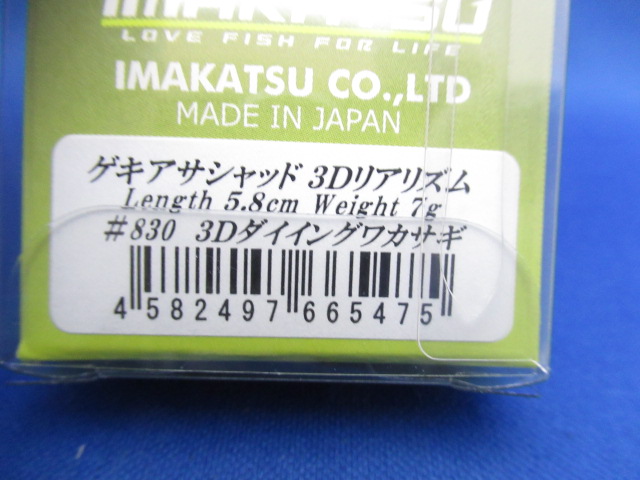 IMAKATSU
LOVE FISH FOR LIFE
IMAKATSU CO.,LTD
MADE IN JAPAN
ゲキアサシャッド 3Dリアリズム
Length 5.8cm Weight 7g
#830 3Dダイイングワカサギ
4 582497 665475